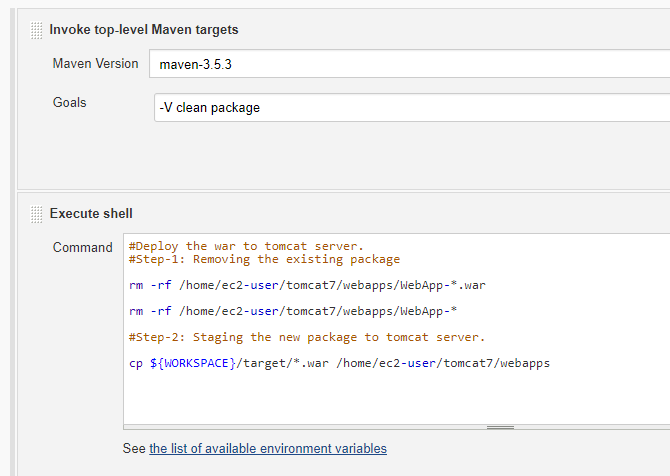 Invoke top-level Maven targets
Maven Version maven-3.5.3
Goals -V clean package
Execute shell
Command #Deploy the war to tomcat server.
#Step-1: Removing the existing package
rm -rf /home/ec2-user/tomcat7/webapps/WebApp-*.war
rm -rf /home/ec2-user/tomcat7/webapps/WebApp-*
#Step-2: Staging the new package to tomcat server.
cp ${WORKSPACE}/target/*.war /home/ec2-user/tomcat7/webapps
See the list of available environment variables